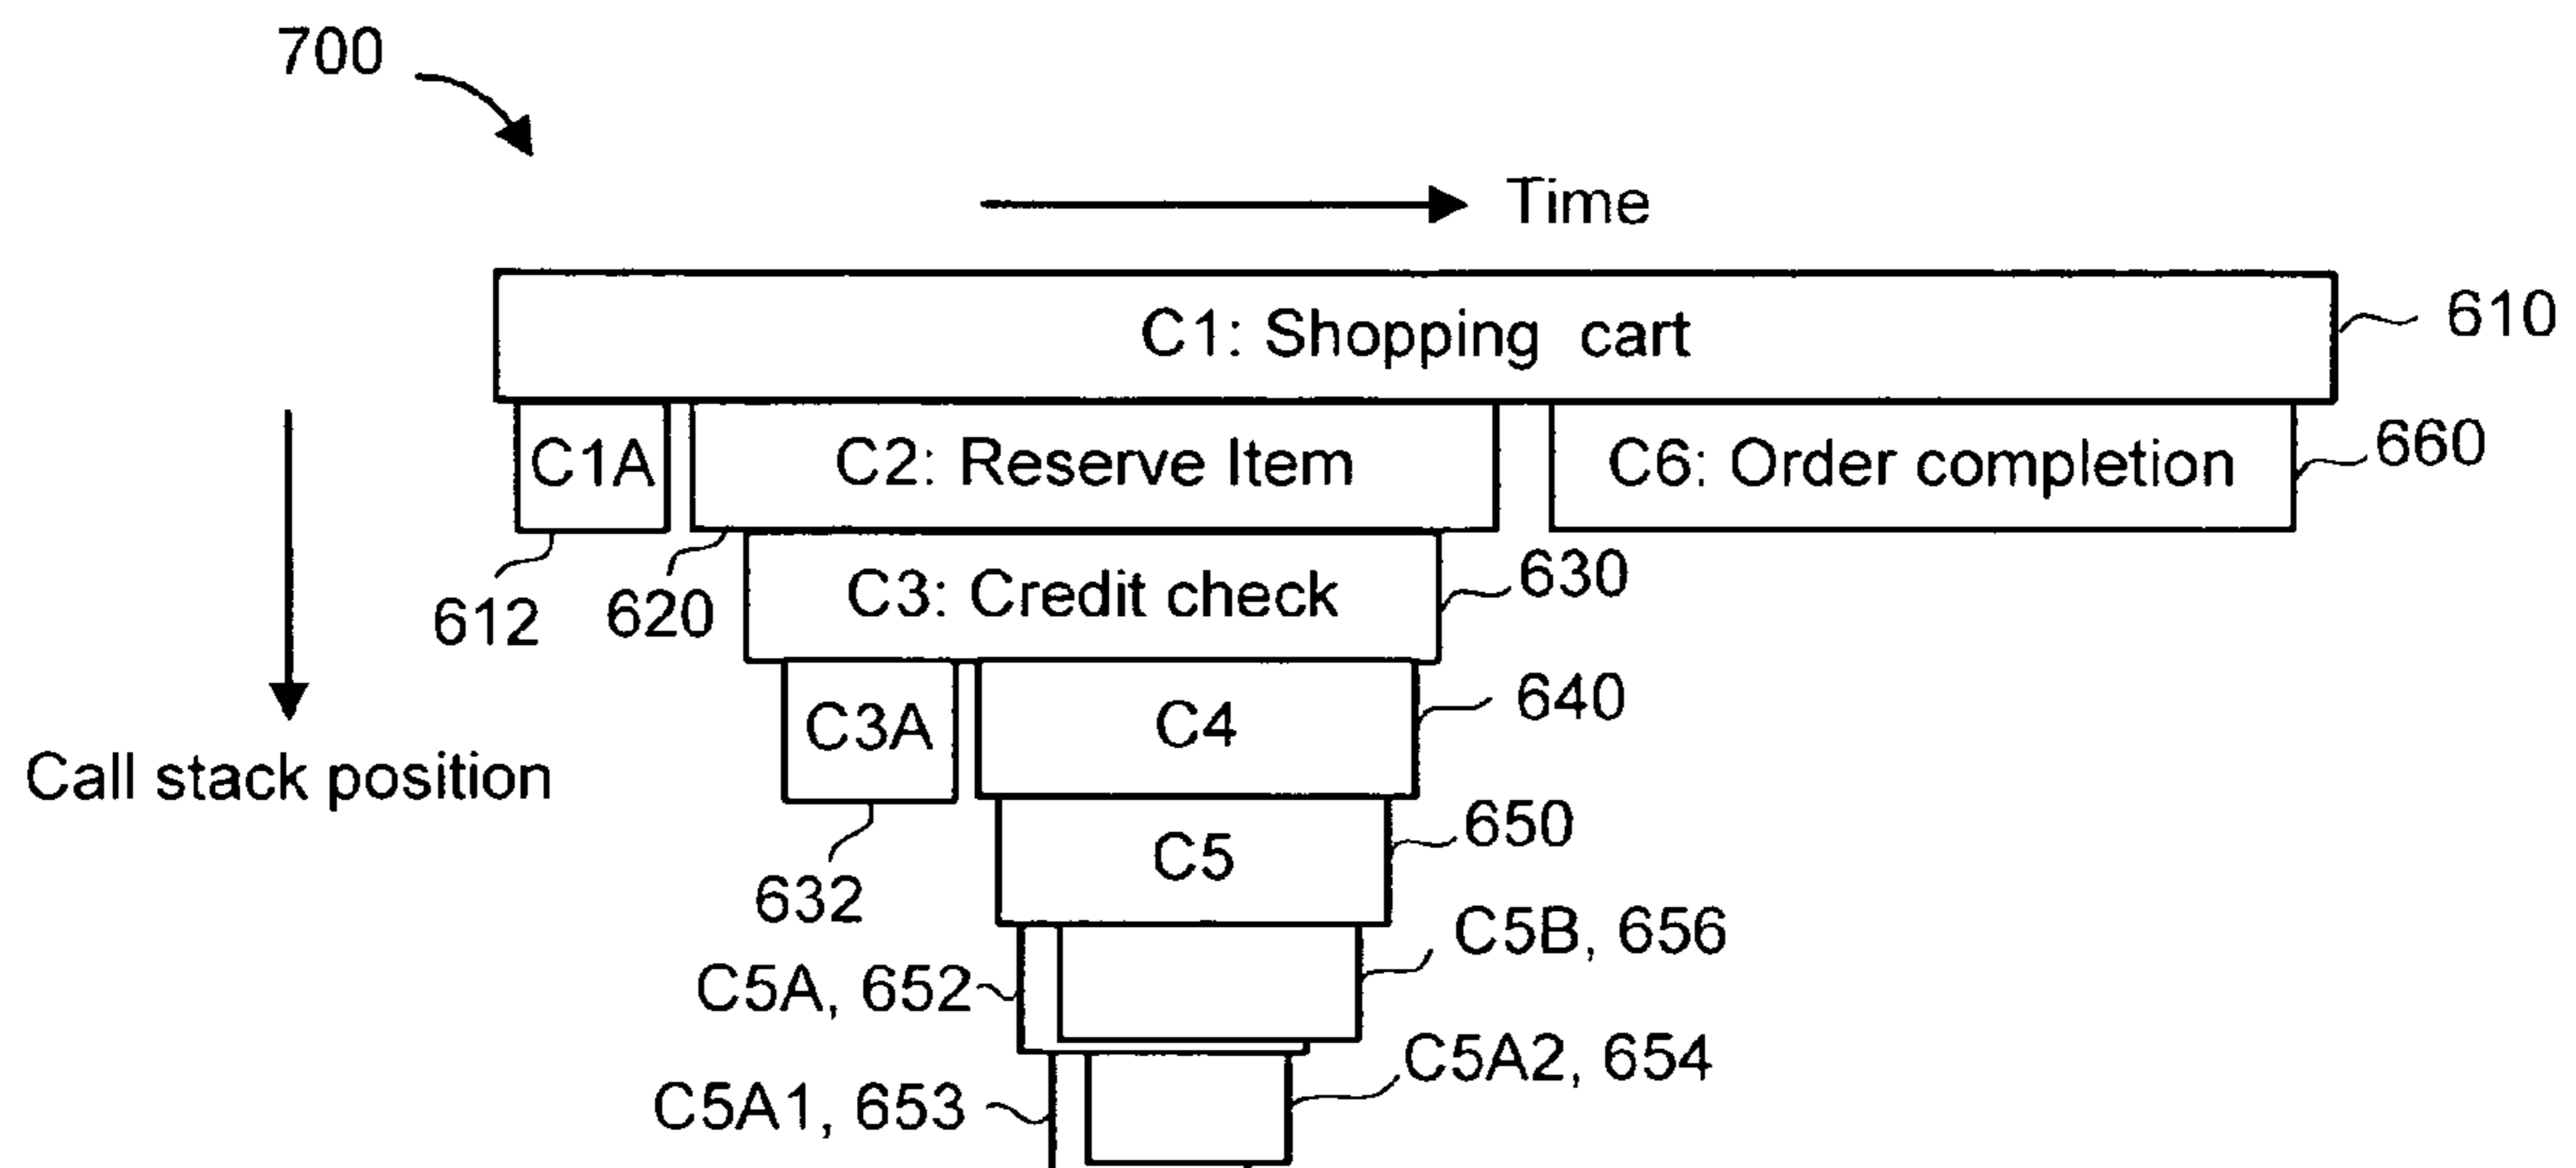 700
Time
C1: Shopping cart
610
C1A
C2: Reserve Item
C6: Order completion
660
612
620
C3: Credit check
630
C3A
C4
640
Call stack position
632
C5
650
C5A, 652
C5B, 656
C5A1, 653
C5A2, 654